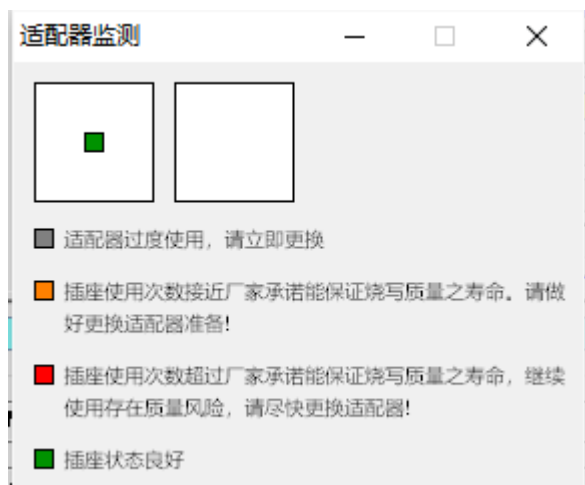 适配器监测
适配器过度使用，请立即更换
插座使用次数接近厂家承诺能保证烧写质量之寿命。请做
好更换适配器准备!
插座使用次数超过厂家承诺能保证烧写质量之寿命，继续
使用存在质量风险，请尽快更换适配器!
插座状态良好